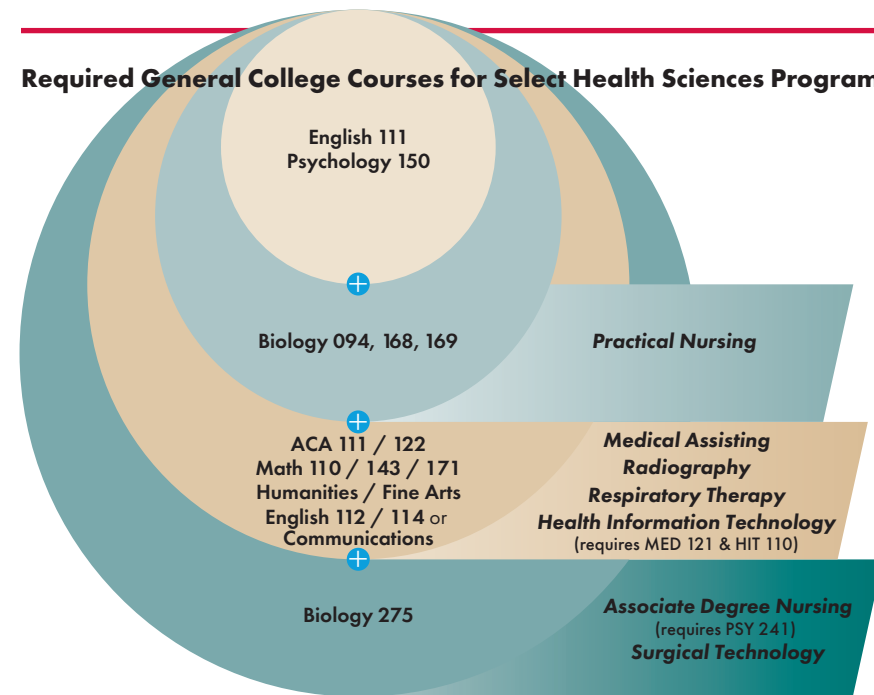 Required General College Courses for Select Health Sciences Program
English 111
Psychology 150
Biology 094, 168, 169
Practical Nursing
ACA 111 / 122
Math 110 / 143 / 171
Humanities / Fine Arts
English 112 / 114 or
Communications
Medical Assisting
Radiography
Respiratory Therapy
Health Information Technology
(requires MED 121 & HIT 110)
Biology 275
Associate Degree Nursing
(requires PSY 241)
Surgical Technology